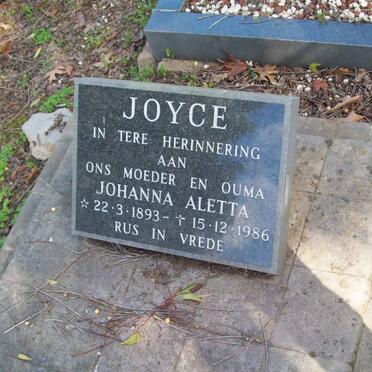 JOYCE
IN TERE HERINNERING
AAN
ONS MOEDER EN OUMA
JOHANNA ALETTA
☆ 22·3·1893 – † 15·12·1986
RUS IN VREDE